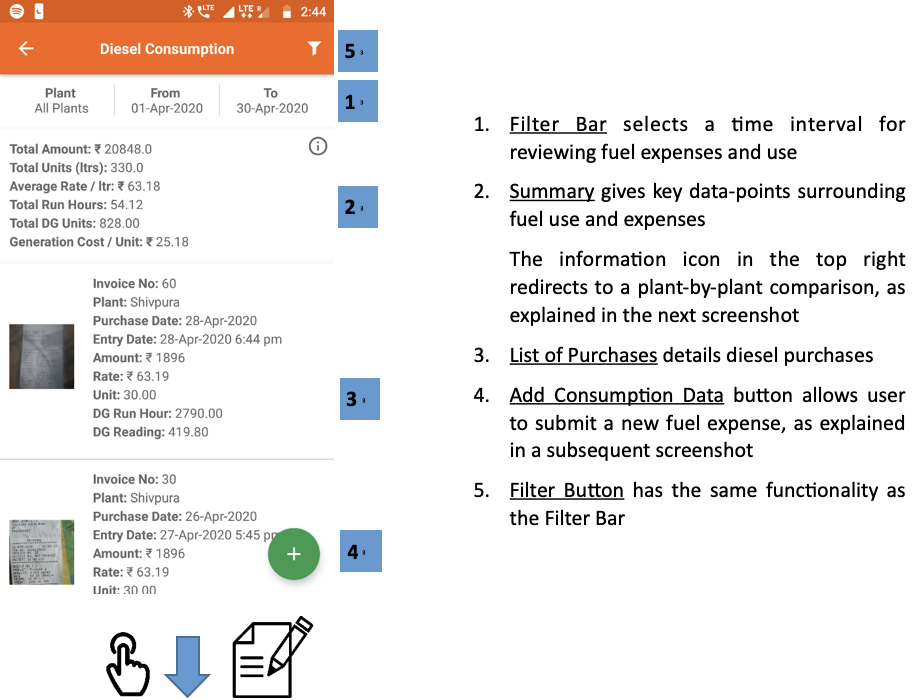 LTE LTE R 2:44
Diesel Consumption
5
Plant From To
All Plants 01-Apr-2020 30-Apr-2020
1
Total Amount: ₹ 20848.0
Total Units (ltrs): 330.0
Average Rate / ltr: ₹ 63.18
Total Run Hours: 54.12
Total DG Units: 828.00
Generation Cost / Unit: ₹ 25.18
2
Invoice No: 60
Plant: Shivpura
Purchase Date: 28-Apr-2020
Entry Date: 28-Apr-2020 6:44 pm
Amount: ₹ 1896
Rate: ₹ 63.19
Unit: 30.00
DG Run Hour: 2790.00
DG Reading: 419.80
3
Invoice No: 30
Plant: Shivpura
Purchase Date: 26-Apr-2020
Entry Date: 27-Apr-2020 5:45 pm
Amount: ₹ 1896
Rate: ₹ 63.19
Unit: 30.00
4
1. Filter Bar selects a time interval for
reviewing fuel expenses and use
2. Summary gives key data-points surrounding
fuel use and expenses
The information icon in the top right
redirects to a plant-by-plant comparison, as
explained in the next screenshot
3. List of Purchases details diesel purchases
4. Add Consumption Data button allows user
to submit a new fuel expense, as explained
in a subsequent screenshot
5. Filter Button has the same functionality as
the Filter Bar